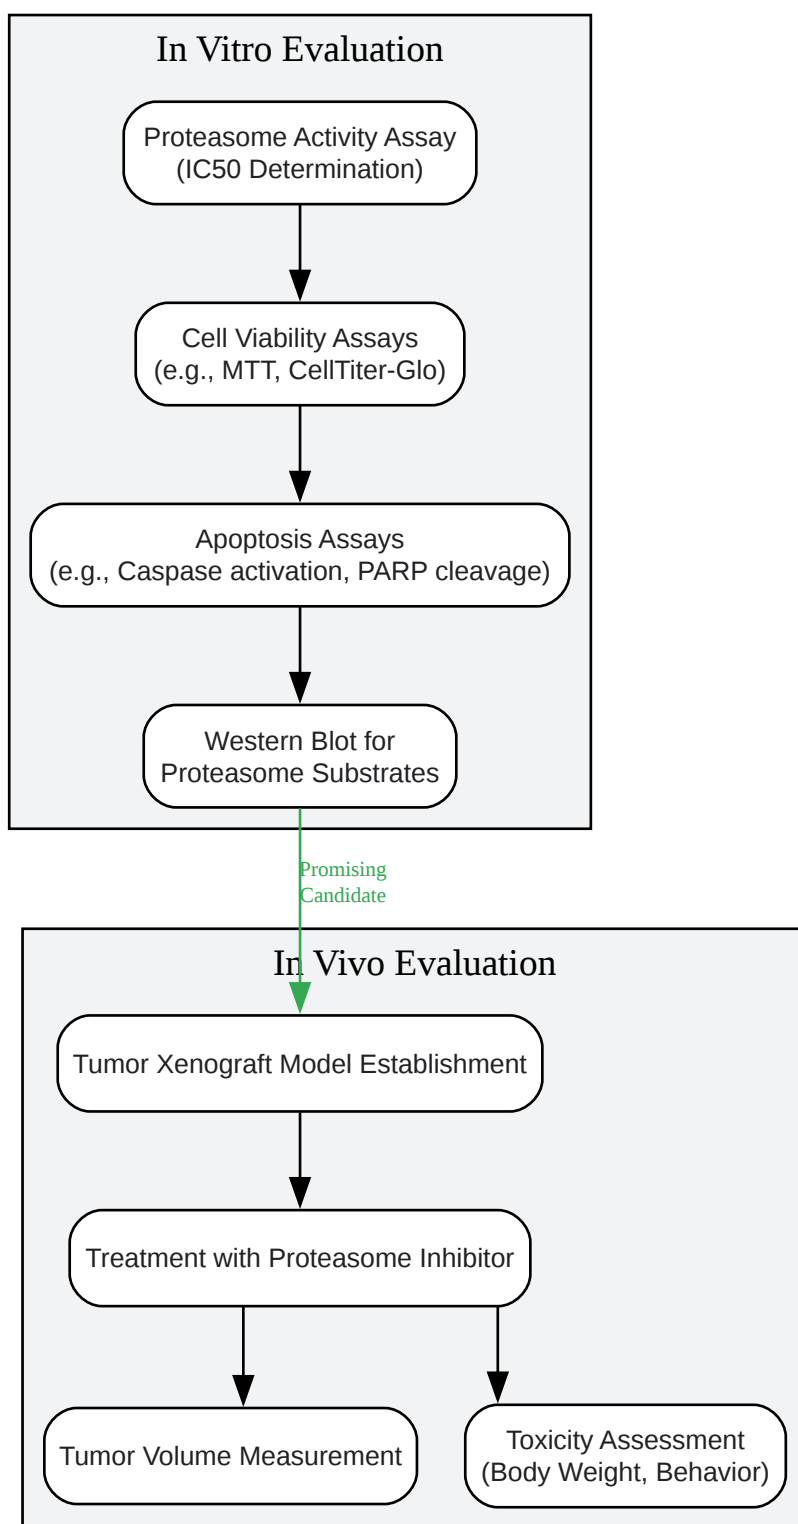 In Vitro Evaluation
Proteasome Activity Assay
(IC50 Determination)
Cell Viability Assays
(e.g., MTT, CellTiter-Glo)
Apoptosis Assays
(e.g., Caspase activation, PARP cleavage)
Western Blot for
Proteasome Substrates
Promising
Candidate
In Vivo Evaluation
Tumor Xenograft Model Establishment
Treatment with Proteasome Inhibitor
Tumor Volume Measurement
Toxicity Assessment
(Body Weight, Behavior)